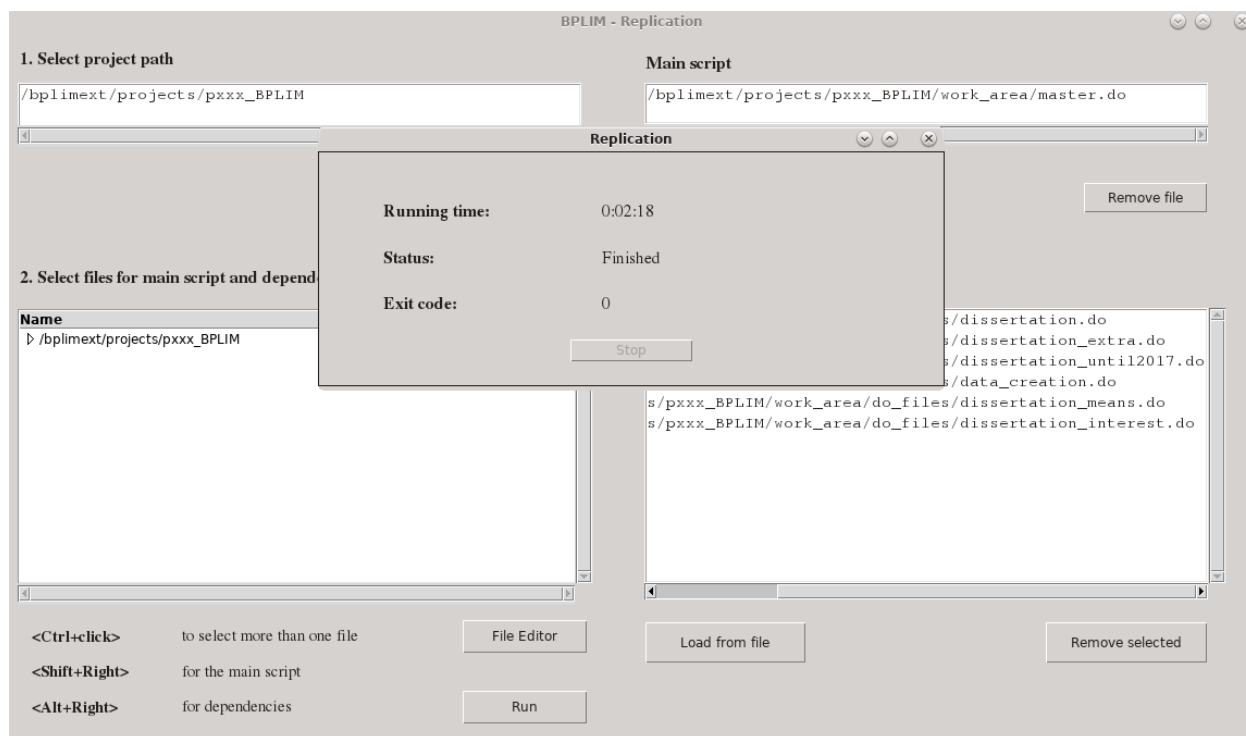 BPLIM - Replication
1. Select project path
Main script
/bplimext/projects/pxxx_BPLIM
/bplimext/projects/pxxx_BPLIM/work_area/master.do
Replication
Running time: 0:02:18
Status: Finished
Exit code: 0
Stop
Remove file
2. Select files for main script and depend
Name
/bplimext/projects/pxxx_BPLIM
s/dissertation.do
s/dissertation_extra.do
s/dissertation_until2017.do
s/data_creation.do
s/pxxx_BPLIM/work_area/do_files/dissertation_means.do
s/pxxx_BPLIM/work_area/do_files/dissertation_interest.do
<Ctrl+click> to select more than one file
File Editor
Load from file
Remove selected
<Shift+Right> for the main script
<Alt+Right> for dependencies
Run